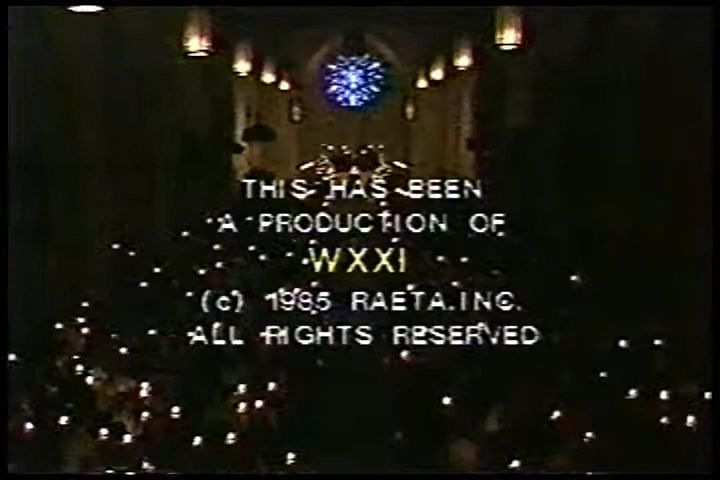 THIS HAS BEEN
A PRODUCTION OF
WXXI
(c) 1985 RAETA.INC.
ALL RIGHTS RESERVED